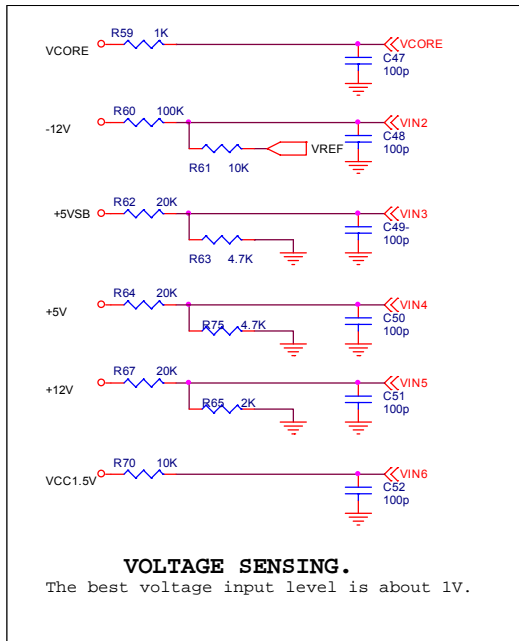 R59 1K
VCORE
VCORE
C47
100p
R60 100K
-12V
VIN2
C48
100p
VREF
R61 10K
R62 20K
+5VSB
VIN3
C49-
100p
R63 4.7K
R64 20K
+5V
VIN4
C50
100p
R75 4.7K
R67 20K
+12V
VIN5
C51
100p
R65 2K
R70 10K
VCC1.5V
VIN6
C52
100p
VOLTAGE SENSING.
The best voltage input level is about 1V.